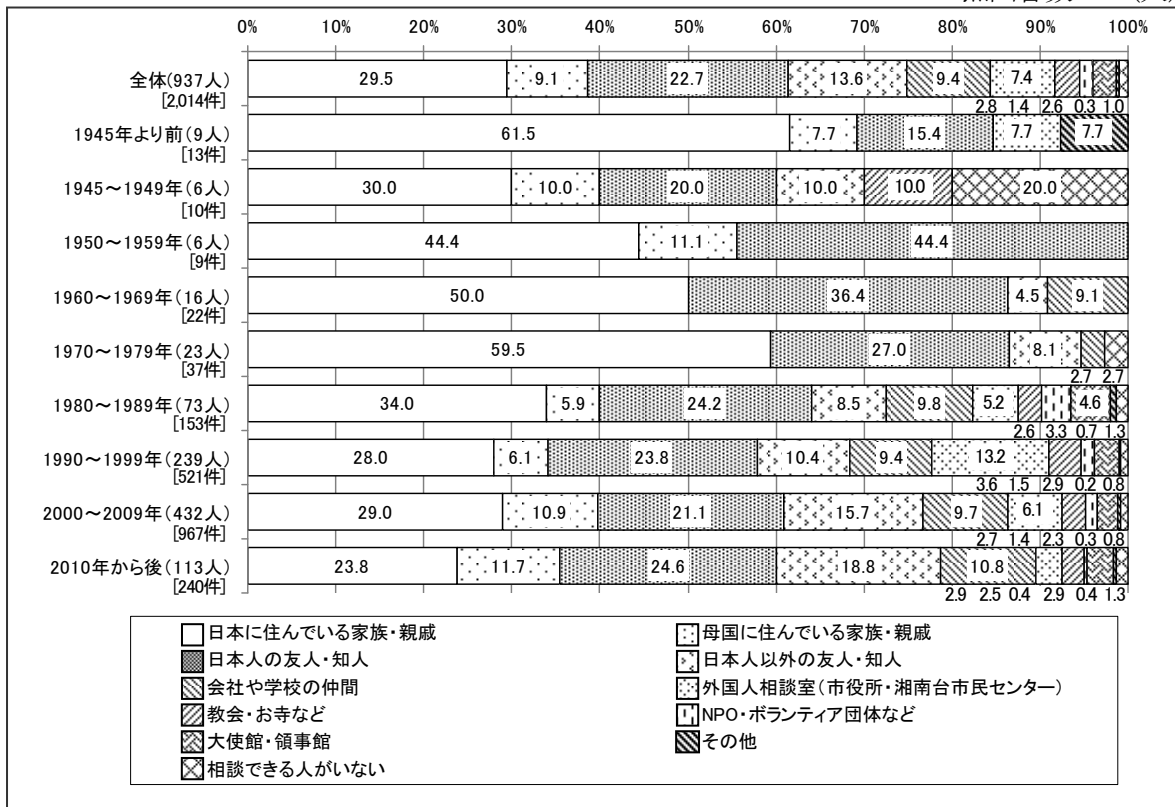 0% 10% 20% 30% 40% 50% 60% 70% 80% 90% 100%
全体(937人) 29.5 9.1 22.7 13.6 9.4 7.4
[2,014件] 2.8 1.4 2.6 0.3 1.0
1945年より前(9人) 61.5 7.7 15.4 7.7 7.7
[13件]
1945～1949年(6人) 30.0 10.0 20.0 10.0 10.0 20.0
[10件]
1950～1959年(6人) 44.4 11.1 44.4
[9件]
1960～1969年(16人) 50.0 36.4 4.5 9.1
[22件]
1970～1979年(23人) 59.5 27.0 8.1
[37件] 2.7 2.7
1980～1989年(73人) 34.0 5.9 24.2 8.5 9.8 5.2 4.6
[153件] 2.6 3.3 0.7 1.3
1990～1999年(239人) 28.0 6.1 23.8 10.4 9.4 13.2
[521件] 3.6 1.5 2.9 0.2 0.8
2000～2009年(432人) 29.0 10.9 21.1 15.7 9.7 6.1
[967件] 2.7 1.4 2.3 0.3 0.8
2010年から後(113人) 23.8 11.7 24.6 18.8 10.8
[240件] 2.9 2.5 0.4 2.9 0.4 1.3
日本に住んでいる家族・親戚 母国に住んでいる家族・親戚
日本人の友人・知人 日本人以外の友人・知人
会社や学校の仲間 外国人相談室(市役所・湘南台市民センター)
教会・お寺など NPO・ボランティア団体など
大使館・領事館 その他
相談できる人がいない